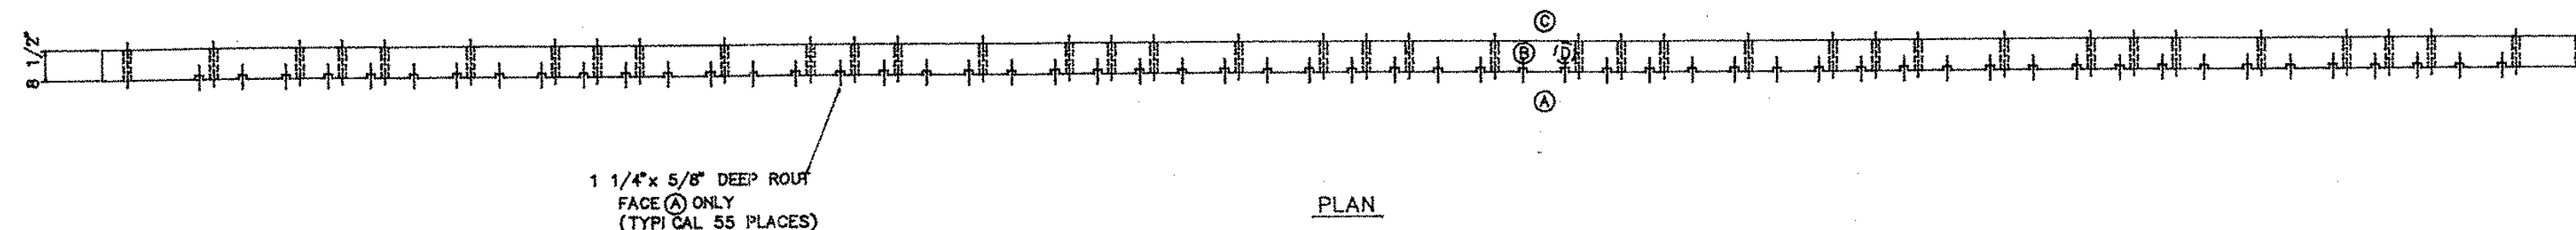 8 1/2"
Ⓒ
Ⓑ
D
Ⓐ
1 1/4"x 5/8" DEEP ROUT
FACE Ⓐ ONLY
(TYPICAL 55 PLACES)
PLAN